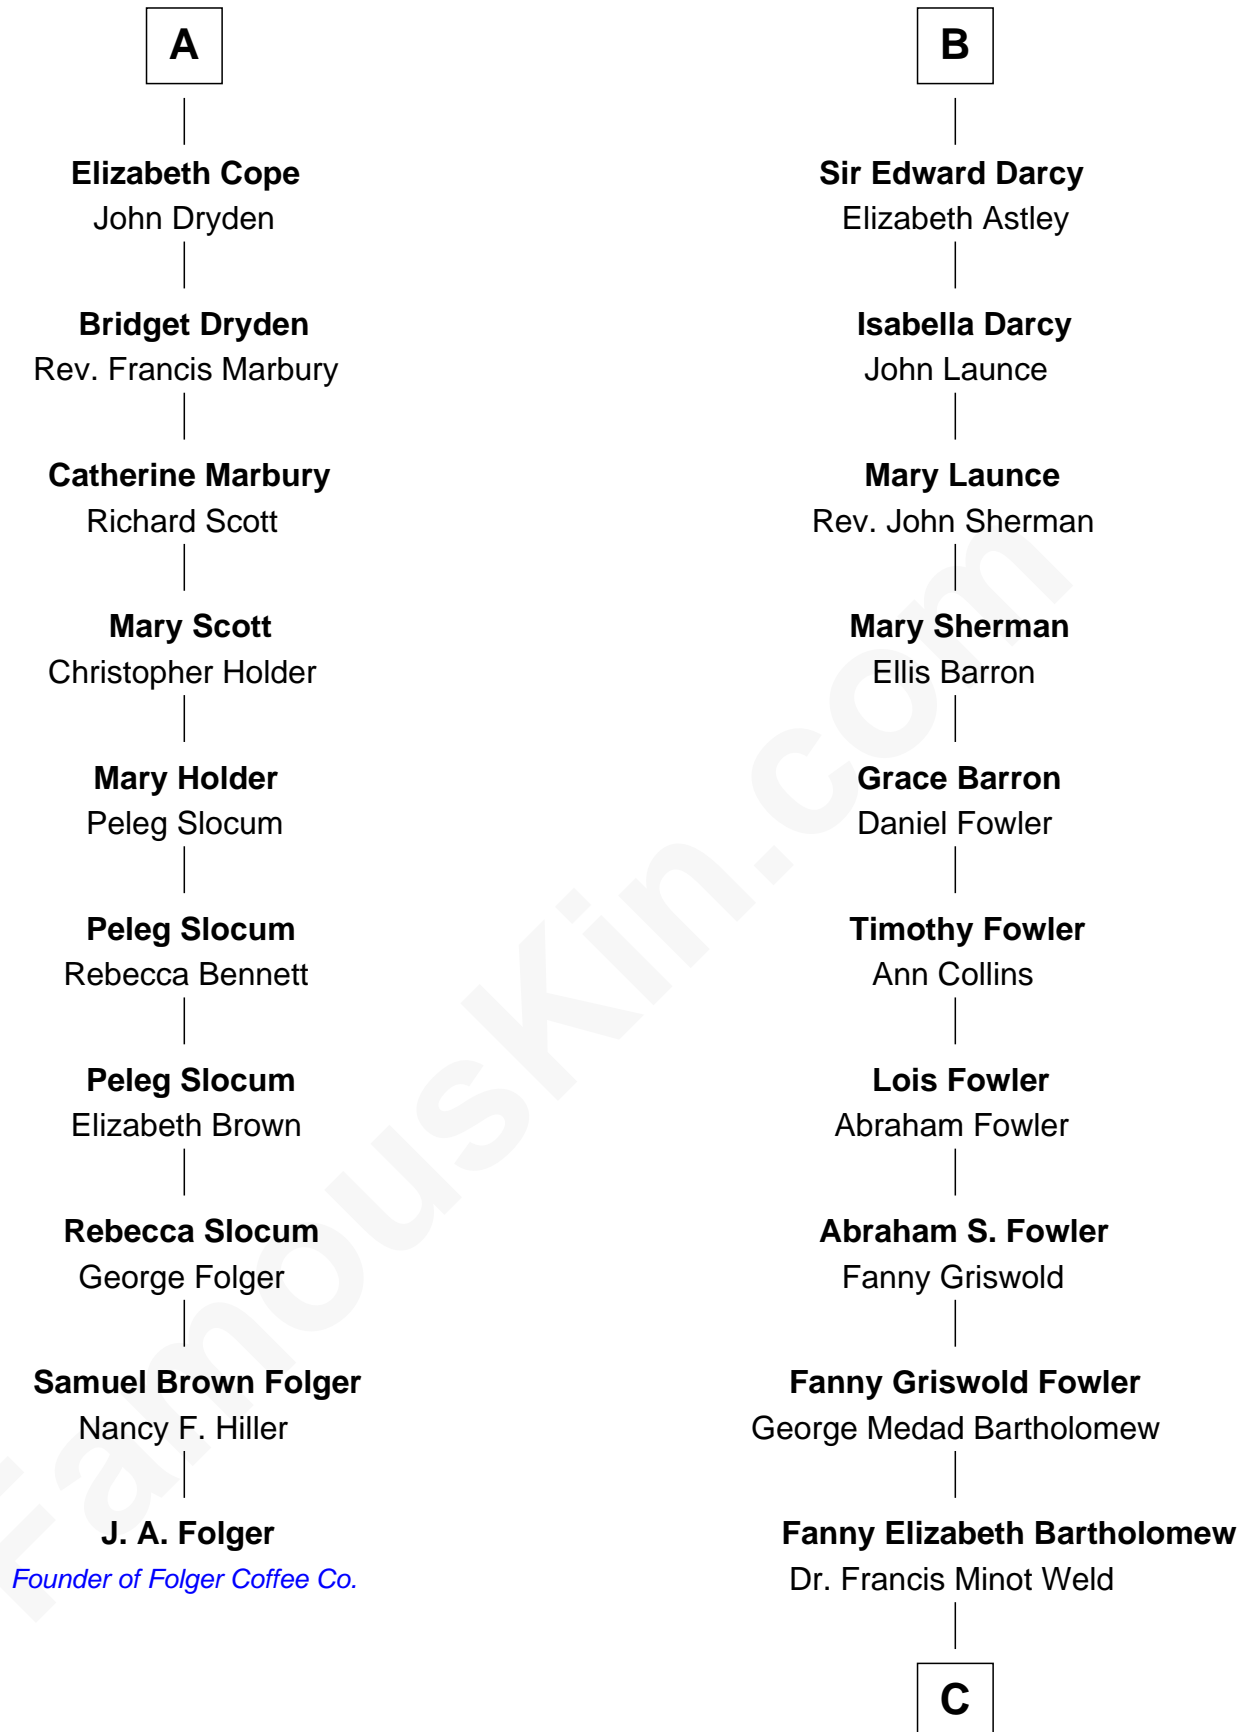 A
Elizabeth Cope
John Dryden
Bridget Dryden
Rev. Francis Marbury
Catherine Marbury
Richard Scott
Mary Scott
Christopher Holder
Mary Holder
Peleg Slocum
Peleg Slocum
Rebecca Bennett
Peleg Slocum
Elizabeth Brown
Rebecca Slocum
George Folger
Samuel Brown Folger
Nancy F. Hiller
J. A. Folger
Founder of Folger Coffee Co.
B
Sir Edward Darcy
Elizabeth Astley
Isabella Darcy
John Launce
Mary Launce
Rev. John Sherman
Mary Sherman
Ellis Barron
Grace Barron
Daniel Fowler
Timothy Fowler
Ann Collins
Lois Fowler
Abraham Fowler
Abraham S. Fowler
Fanny Griswold
Fanny Griswold Fowler
George Medad Bartholomew
Fanny Elizabeth Bartholomew
Dr. Francis Minot Weld
C
FamousKin.com